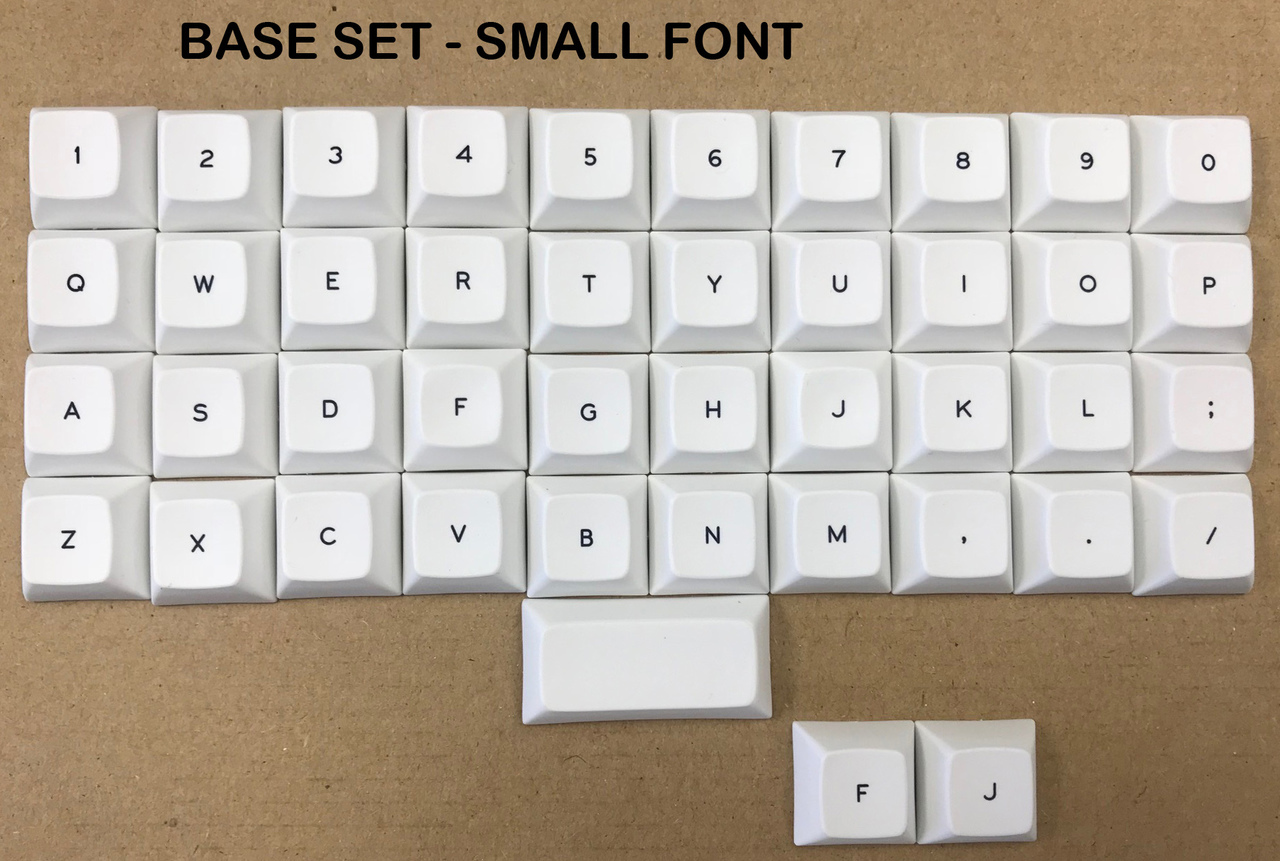 BASE SET - SMALL FONT
1 2 3 4 5 6 7 8 9 0
Q W E R T Y U I O P
A S D F G H J K L ;
Z X C V B N M , . /
F J